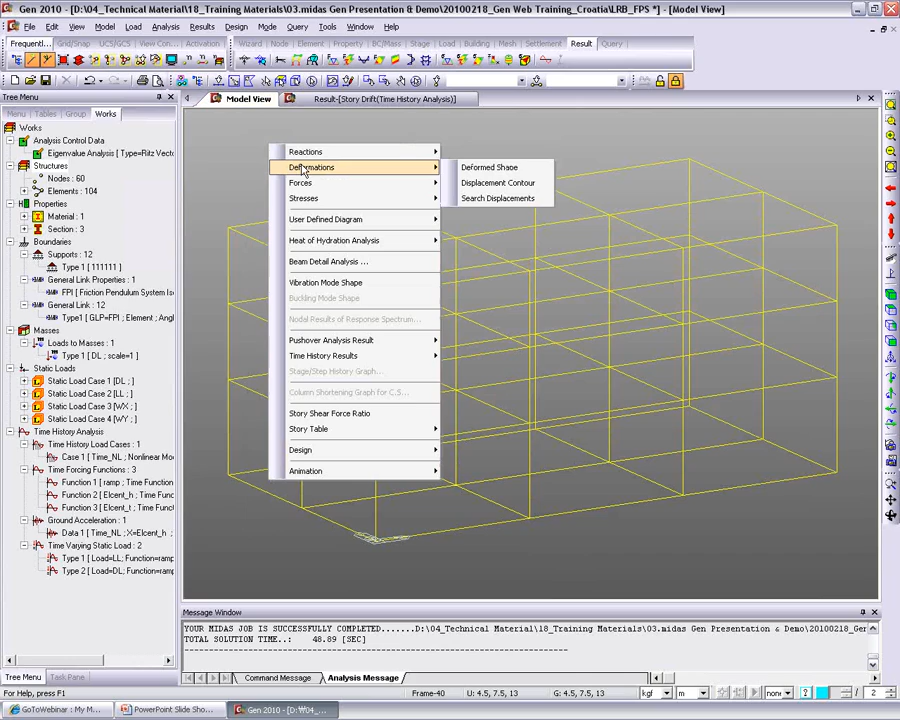 Gen 2010 - [D:\04_Technical Material\18_Training Materials\03.midas Gen Presentation & Demo\20100218_Gen Web Training_Croatia\LRB_FPS *] - [Model View]
File Edit View Model Load Analysis Results Design Mode Query Tools Window Help
Frequentl... Grid/Snap UCS/GCS View Con... Activation Wizard Node Element Property BC/Mass Stage Load Building Mesh Settlement Result Query
Tree Menu
Model View Result-[Story Drift(Time History Analysis)]
Menu Tables Group Works
Works
Analysis Control Data
Eigenvalue Analysis [Type=Ritz Vector
Structures
Nodes : 60
Elements : 104
Properties
Material : 1
Section : 3
Boundaries
Supports : 12
Type 1 [111111 ]
General Link Properties : 1
FPI [Friction Pendulum System Is
General Link : 12
Type1 [GLP=FPI ; Element ; Ang
Masses
Loads to Masses : 1
Type 1 [DL ; scale=1 ]
Static Loads
Static Load Case 1 [DL ; ]
Static Load Case 2 [LL ; ]
Static Load Case 3 [WX ; ]
Static Load Case 4 [WY ; ]
Time History Analysis
Time History Load Cases : 1
Case 1 [Time_NL ; Nonlinear Mod
Time Forcing Functions : 3
Function 1 [ ramp ; Time Function
Function 2 [ Elcent_h ; Time Func
Function 3 [ Elcent_t ; Time Func
Ground Acceleration : 1
Data 1 [Time_NL ; X=Elcent_h
Time Varying Static Load : 2
Type 1 [ Load=LL; Function=ramp
Type 2 [ Load=DL; Function=ramp
Reactions
Deformations
Forces
Stresses
User Defined Diagram
Heat of Hydration Analysis
Beam Detail Analysis ...
Vibration Mode Shape
Buckling Mode Shape
Nodal Results of Response Spectrum...
Pushover Analysis Result
Time History Results
Stage/Step History Graph...
Column Shortening Graph for C.S...
Story Shear Force Ratio
Story Table
Design
Animation
Deformed Shape
Displacement Contour
Search Displacements
Message Window
YOUR MIDAS JOB IS SUCCESSFULLY COMPLETED.......D:\04_Technical Material\18_Training Materials\03.midas Gen Presentation & Demo\20100218_Gen
TOTAL SOLUTION TIME..: 48.89 [SEC]
Tree Menu Task Pane Command Message Analysis Message
For Help, press F1 Frame-40 U: 4.5, 7.5, 13 G: 4.5, 7.5, 13 kgf m none ? / 2
GoToWebinar : My M... PowerPoint Slide Sho... Gen 2010 - [D:₩04_...